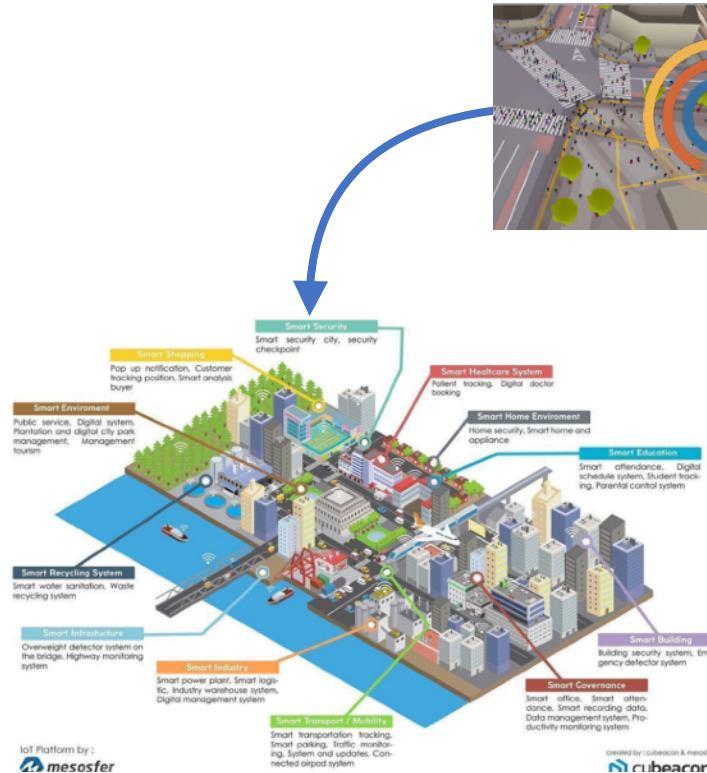 Smart Security
Smart security city, security
checkpoint
Smart Shopping
Pop up notification, Customer
tracking position, Smart analysis
buyer
Smart Healtcare System
Patient tracking, Digital doctor
booking
Smart Enviroment
Public service, Digital system,
Plantation and digital city park
management, Management
tourism
Smart Home Enviroment
Home security, Smart home and
appliance
Smart Education
Smart attendance, Digital
schedule system, Student track-
ing, Parental control system
Smart Recycling System
Smart water sanitation, Waste
recycling system
Smart Infrastucture
Overweight detector system on
the bridge, Highway monitoring
system
Smart Building
Building security system, Em
gency detector system
Smart Industry
Smart power plant, Smart logis-
tic, Industry warehouse system,
Digital management system
Smart Governance
Smart office, Smart atten-
dance, Smart recording data,
Data management system, Pro-
ductivity monitoring system
Smart Transport / Mobility
Smart transportation tracking,
Smart parking, Traffic monitor-
ing, System and updates, Con-
nected airpod system
IoT Platform by :
mesosfer
created by : cubeacon & mesosf
cubeacon